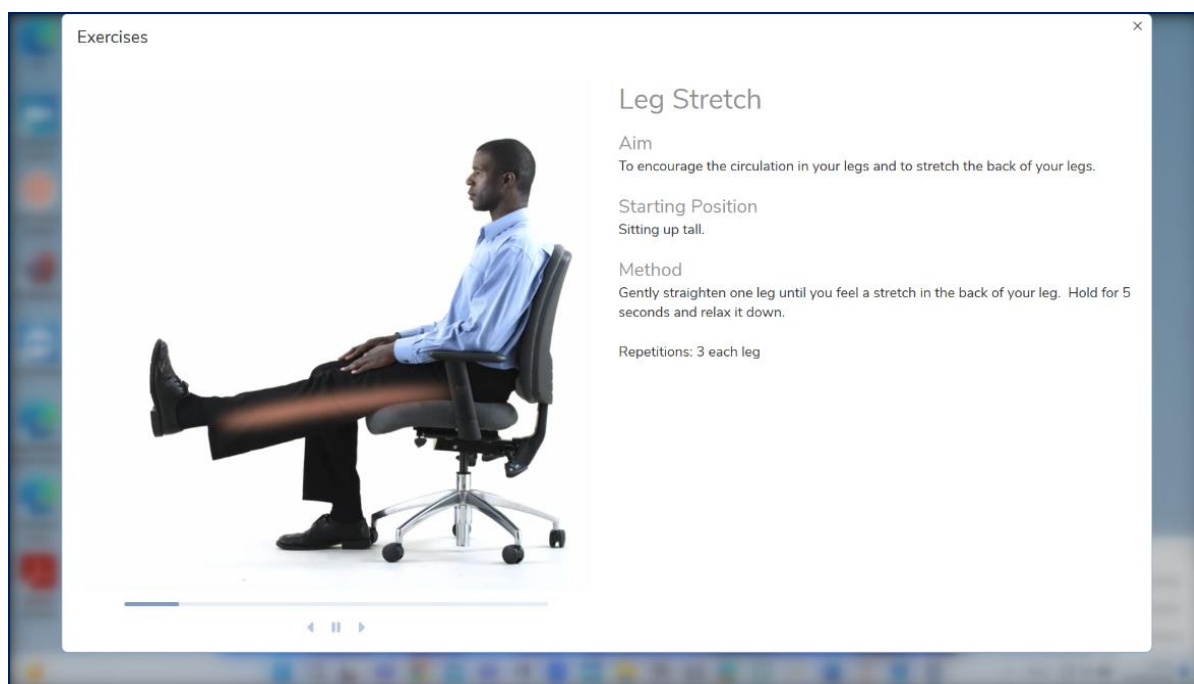 Exercises
Leg Stretch
Aim
To encourage the circulation in your legs and to stretch the back of your legs.
Starting Position
Sitting up tall.
Method
Gently straighten one leg until you feel a stretch in the back of your leg.  Hold for 5
seconds and relax it down.
Repetitions: 3 each leg